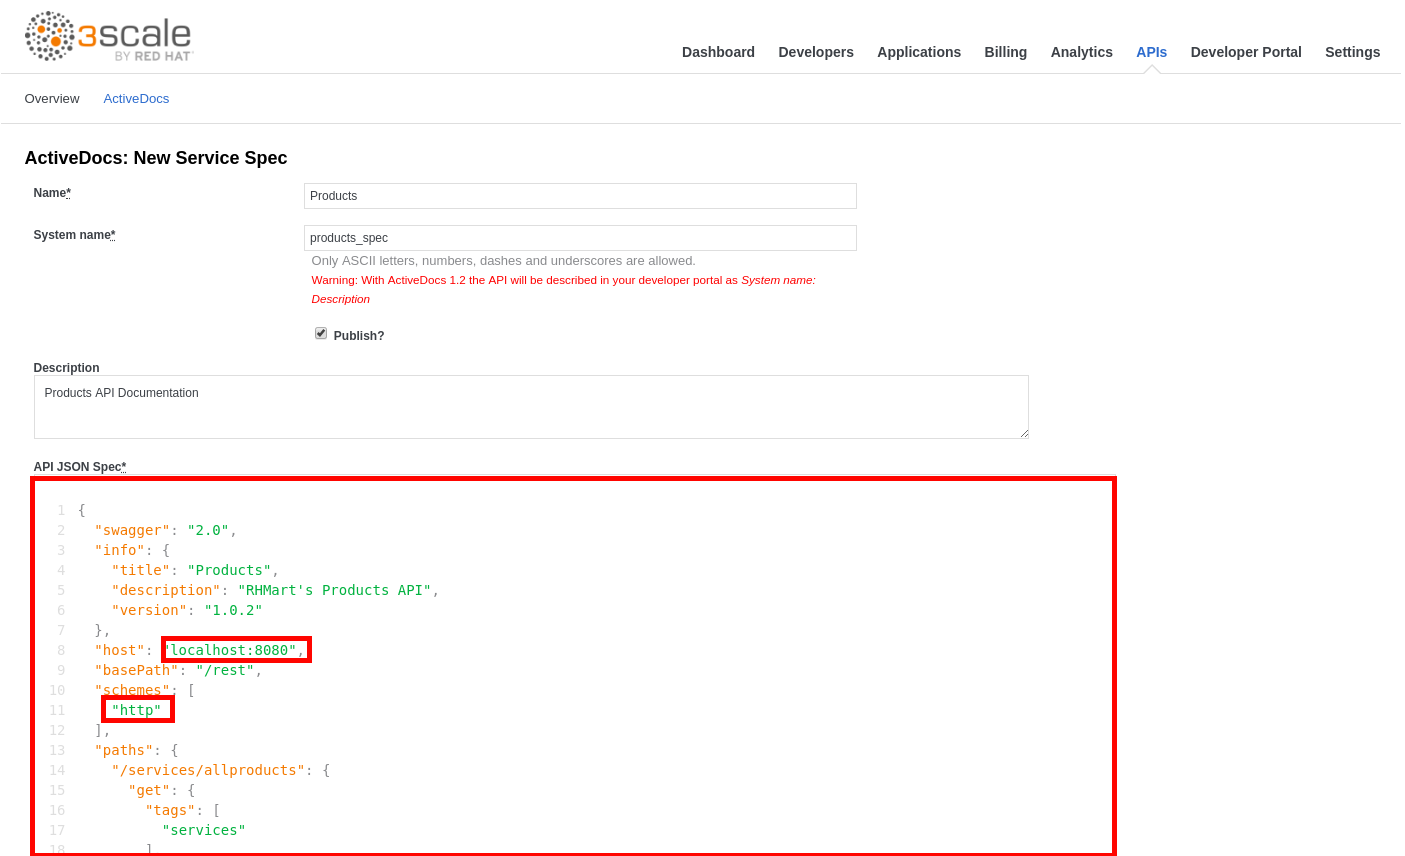 3scale
BY RED HAT
Dashboard Developers Applications Billing Analytics APIs Developer Portal Settings
Overview ActiveDocs
ActiveDocs: New Service Spec
Name* Products
System name* products_spec
Only ASCII letters, numbers, dashes and underscores are allowed.
Warning: With ActiveDocs 1.2 the API will be described in your developer portal as System name:
Description
Publish?
Description
Products API Documentation
API JSON Spec*
1 {
2 "swagger": "2.0",
3 "info": {
4 "title": "Products",
5 "description": "RHMart's Products API",
6 "version": "1.0.2"
7 },
8 "host": "localhost:8080",
9 "basePath": "/rest",
10 "schemes": [
11 "http"
12 ],
13 "paths": {
14 "/services/allproducts": {
15 "get": {
16 "tags": [
17 "services"
18 ]